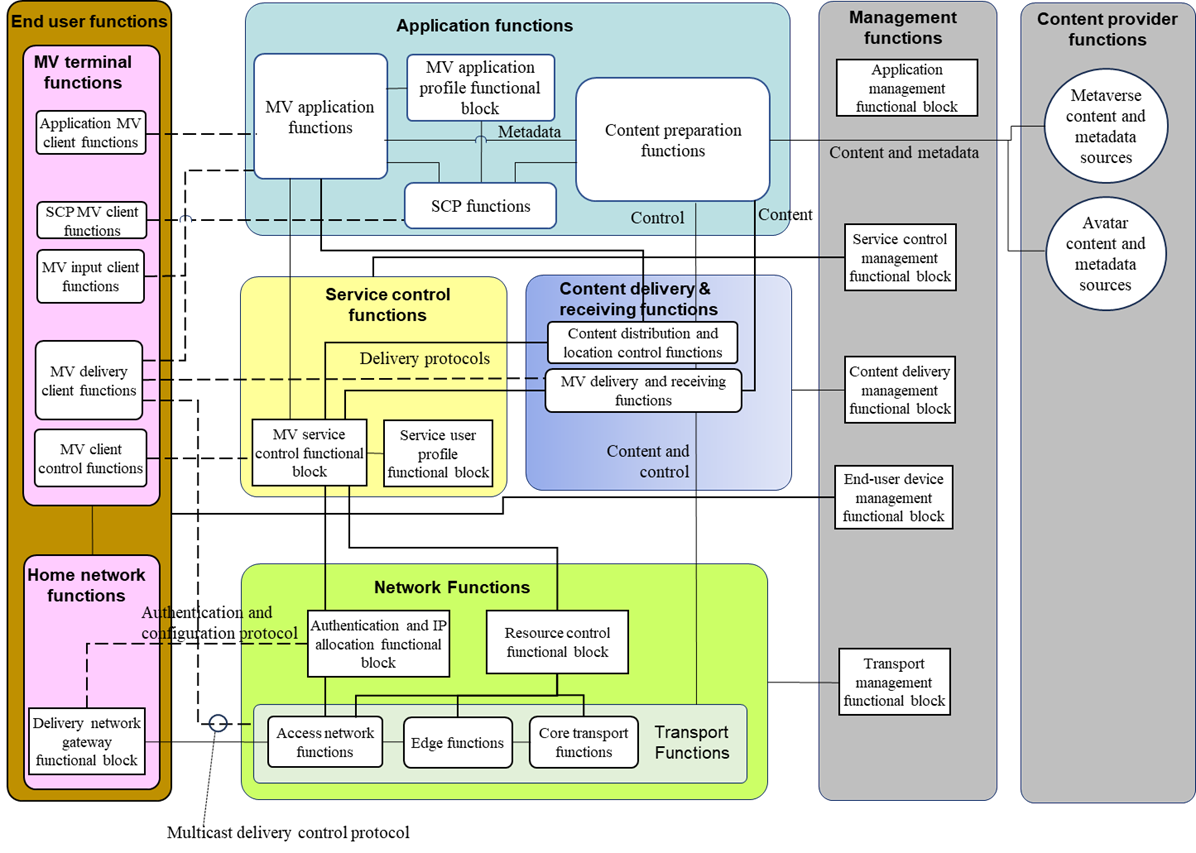 End user functions
MV terminal
functions
Application MV
client functions
SCP MV client
functions
MV input client
functions
MV delivery
client functions
MV client
control functions
Home network
functions
Delivery network
gateway
functional block
Application functions
MV application
functions
MV application
profile functional
block
Metadata
Content preparation
functions
SCP functions
Control
Content
Content and metadata
Service control
functions
Delivery protocols
MV service
control functional
block
Service user
profile
functional block
Content delivery &
receiving functions
Content distribution and
location control functions
MV delivery and receiving
functions
Content and
control
Network Functions
Authentication and
configuration protocol
Authentication and IP
allocation functional
block
Resource control
functional block
Access network
functions
Edge functions
Core transport
functions
Transport
Functions
Multicast delivery control protocol
Management
functions
Application
management
functional block
Service control
management
functional block
Content delivery
management
functional block
End-user device
management
functional block
Transport
management
functional block
Content provider
functions
Metaverse
content and
metadata
sources
Avatar
content and
metadata
sources